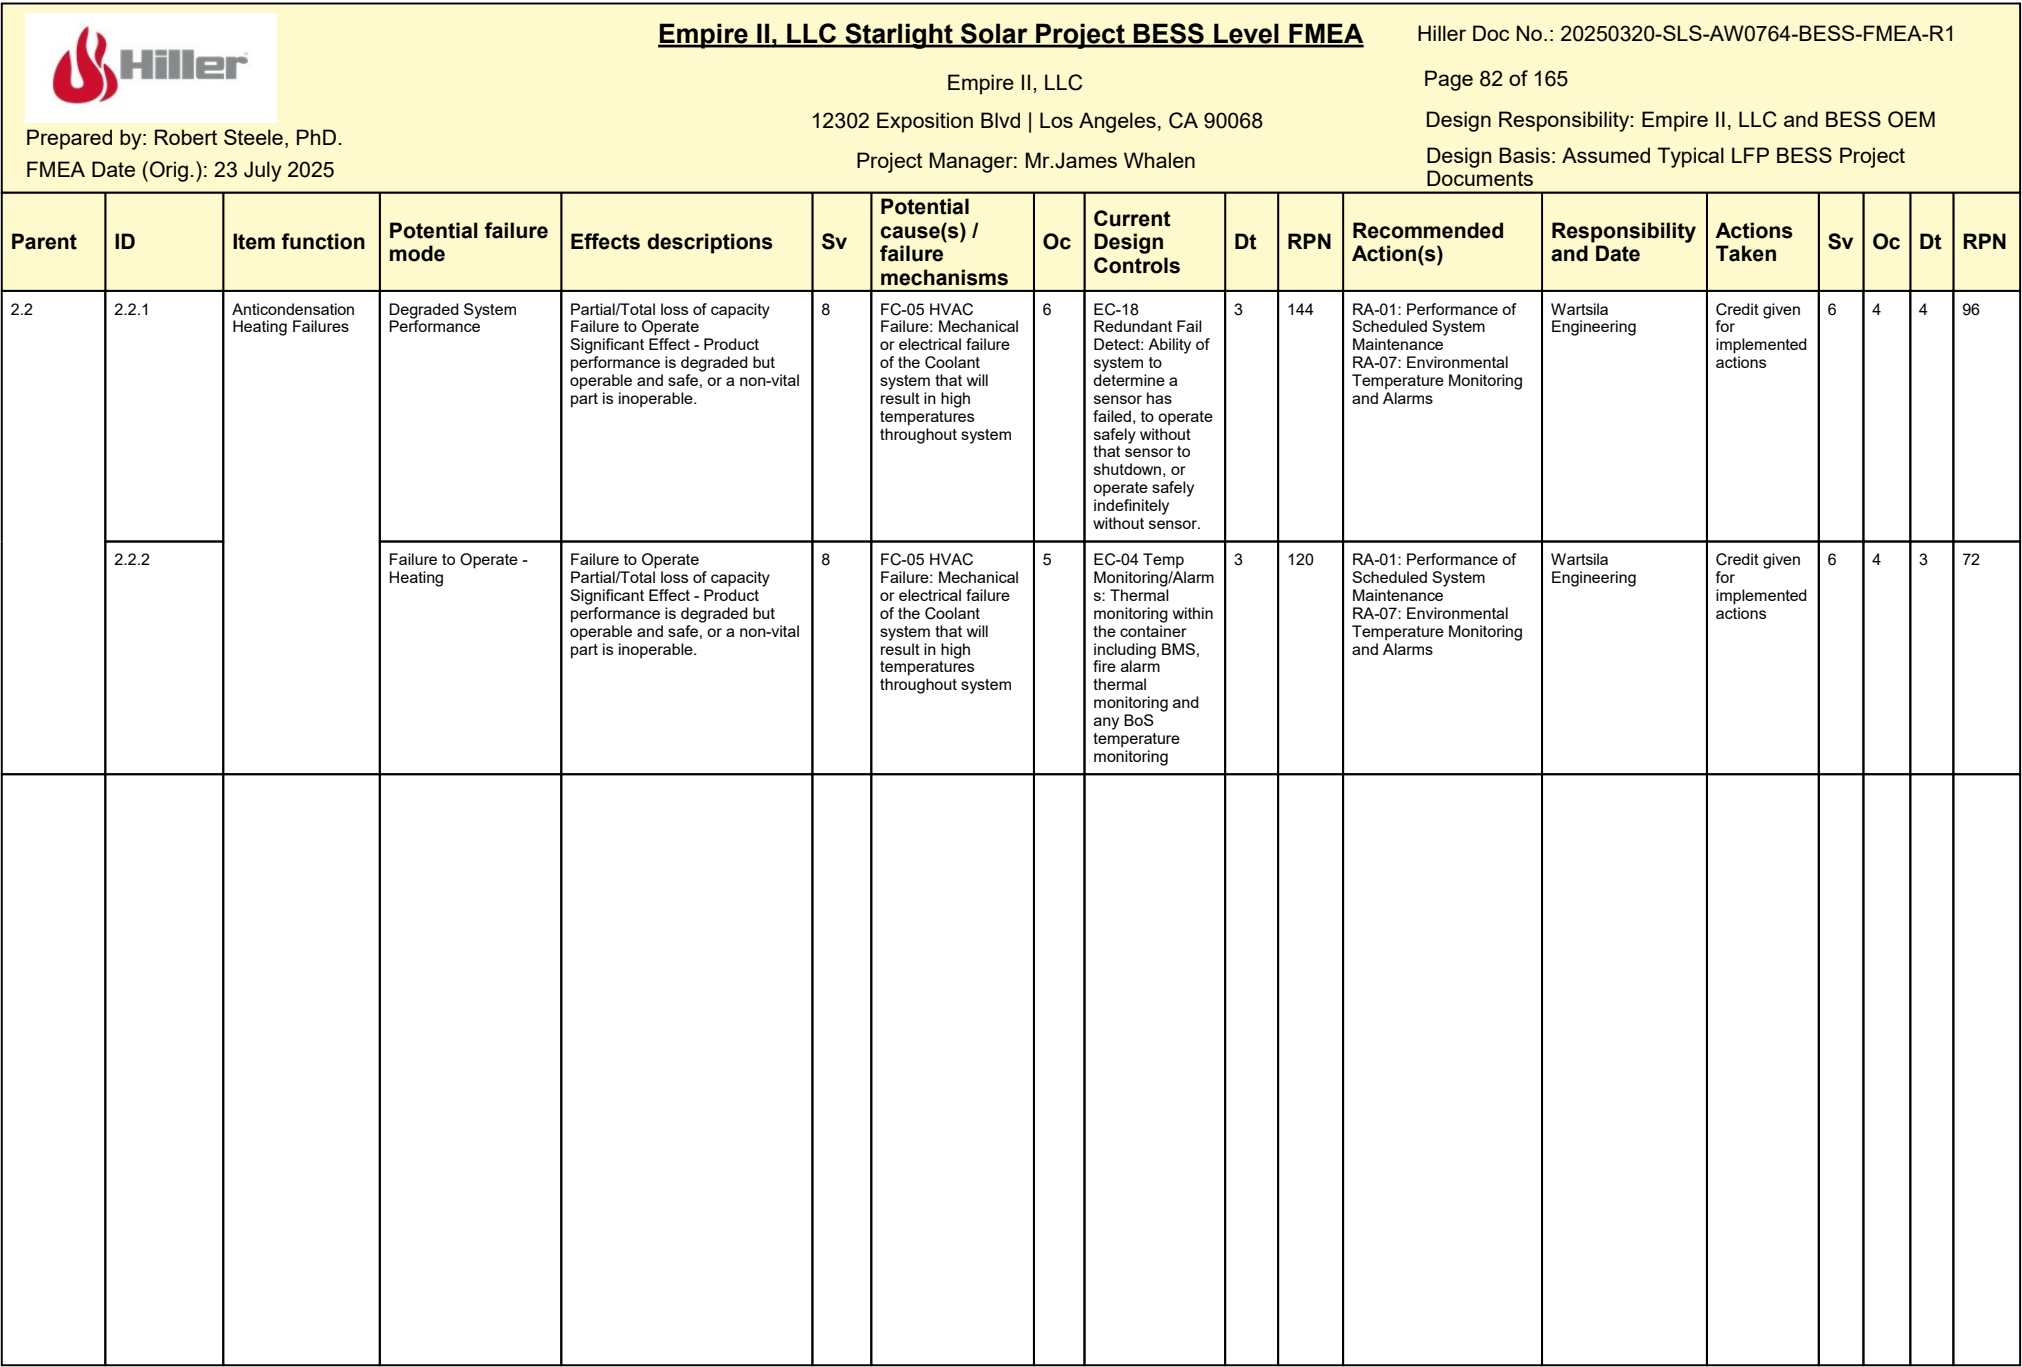 Hiller
Prepared by: Robert Steele, PhD.
FMEA Date (Orig.): 23 July 2025
Empire II, LLC Starlight Solar Project BESS Level FMEA
Empire II, LLC
12302 Exposition Blvd | Los Angeles, CA 90068
Project Manager: Mr.James Whalen
Hiller Doc No.: 20250320-SLS-AW0764-BESS-FMEA-R1
Page 82 of 165
Design Responsibility: Empire II, LLC and BESS OEM
Design Basis: Assumed Typical LFP BESS Project
Documents
Parent
ID
Item function
Potential failure
mode
Effects descriptions
Sv
Potential
cause(s) /
failure
mechanisms
Oc
Current
Design
Controls
Dt
RPN
Recommended
Action(s)
Responsibility
and Date
Actions
Taken
Sv
Oc
Dt
RPN
2.2
2.2.1
Anticondensation
Heating Failures
Degraded System
Performance
Partial/Total loss of capacity
Failure to Operate
Significant Effect - Product
performance is degraded but
operable and safe, or a non-vital
part is inoperable.
8
FC-05 HVAC
Failure: Mechanical
or electrical failure
of the Coolant
system that will
result in high
temperatures
throughout system
6
EC-18
Redundant Fail
Detect: Ability of
system to
determine a
sensor has
failed, to operate
safely without
that sensor to
shutdown, or
operate safely
indefinitely
without sensor.
3
144
RA-01: Performance of
Scheduled System
Maintenance
RA-07: Environmental
Temperature Monitoring
and Alarms
Wartsila
Engineering
Credit given
for
implemented
actions
6
4
4
96
2.2.2
Failure to Operate -
Heating
Failure to Operate
Partial/Total loss of capacity
Significant Effect - Product
performance is degraded but
operable and safe, or a non-vital
part is inoperable.
8
FC-05 HVAC
Failure: Mechanical
or electrical failure
of the Coolant
system that will
result in high
temperatures
throughout system
5
EC-04 Temp
Monitoring/Alarm
s: Thermal
monitoring within
the container
including BMS,
fire alarm
thermal
monitoring and
any BoS
temperature
monitoring
3
120
RA-01: Performance of
Scheduled System
Maintenance
RA-07: Environmental
Temperature Monitoring
and Alarms
Wartsila
Engineering
Credit given
for
implemented
actions
6
4
3
72